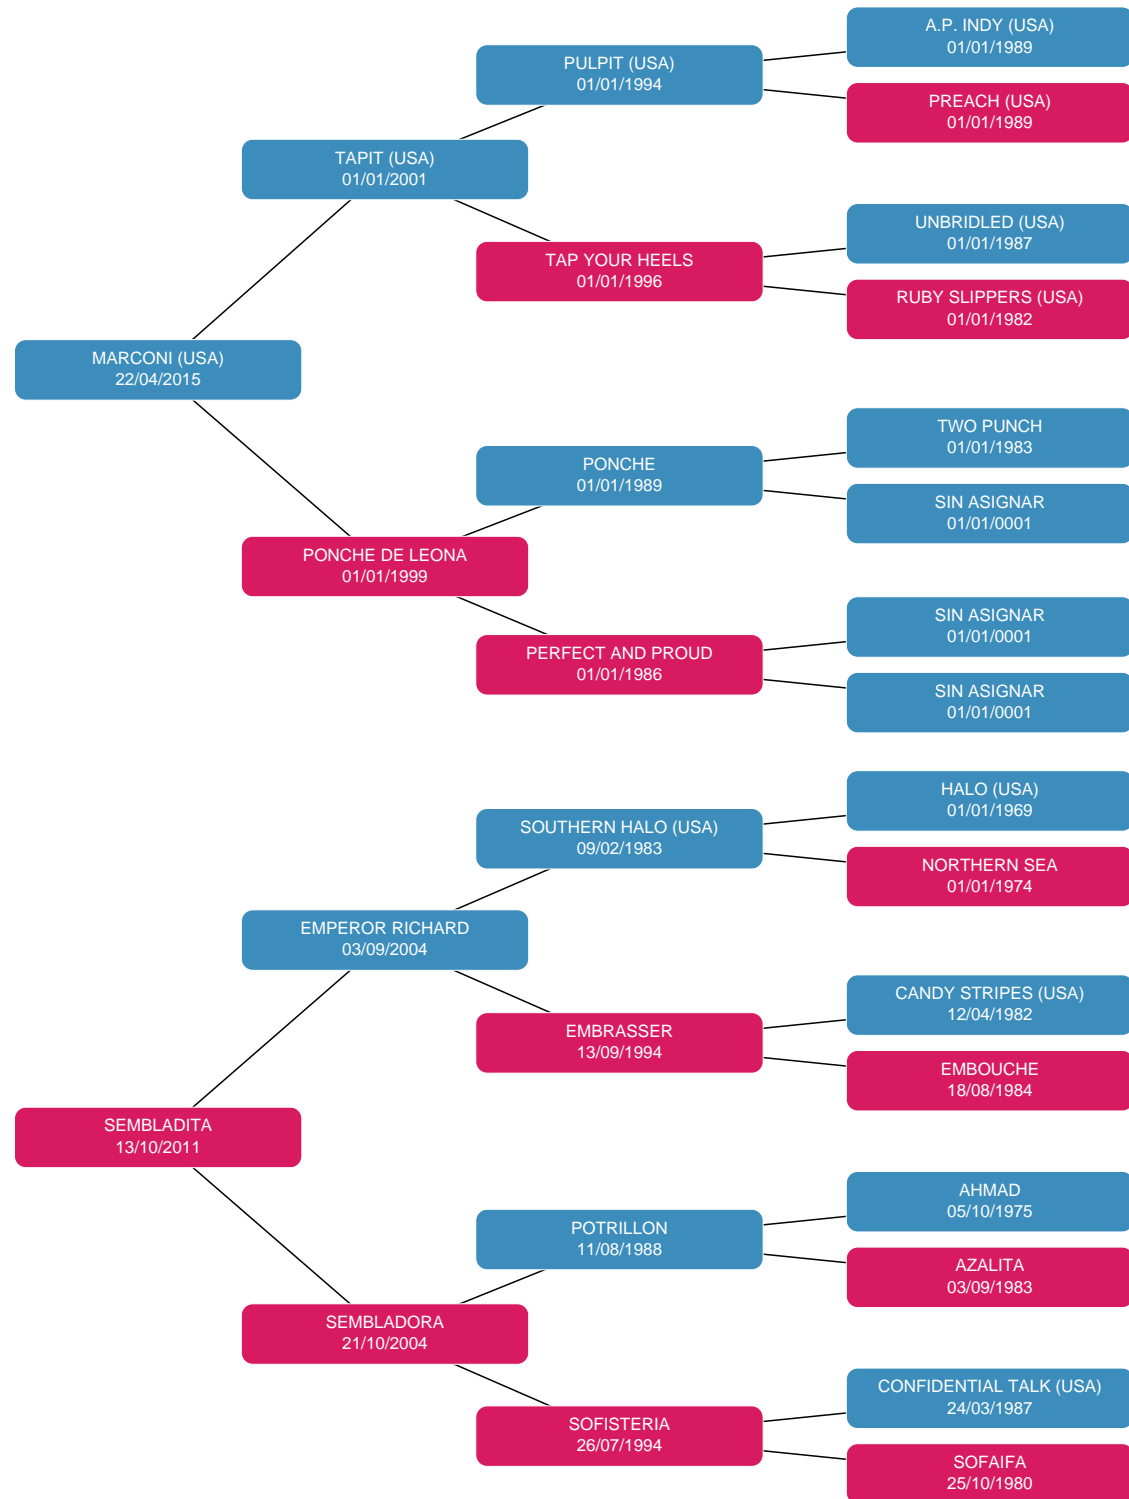 A.P. INDY (USA)
01/01/1989
PULPIT (USA)
01/01/1994
PREACH (USA)
01/01/1989
TAPIT (USA)
01/01/2001
UNBRIDLED (USA)
01/01/1987
TAP YOUR HEELS
01/01/1996
RUBY SLIPPERS (USA)
01/01/1982
MARCONI (USA)
22/04/2015
TWO PUNCH
01/01/1983
PONCHE
01/01/1989
SIN ASIGNAR
01/01/0001
PONCHE DE LEONA
01/01/1999
SIN ASIGNAR
01/01/0001
PERFECT AND PROUD
01/01/1986
SIN ASIGNAR
01/01/0001
HALO (USA)
01/01/1969
SOUTHERN HALO (USA)
09/02/1983
NORTHERN SEA
01/01/1974
EMPEROR RICHARD
03/09/2004
CANDY STRIPES (USA)
12/04/1982
EMBRASSER
13/09/1994
EMBOUCHE
18/08/1984
SEMBLADITA
13/10/2011
AHMAD
05/10/1975
POTRILLON
11/08/1988
AZALITA
03/09/1983
SEMBLADORA
21/10/2004
CONFIDENTIAL TALK (USA)
24/03/1987
SOFISTERIA
26/07/1994
SOFAIFA
25/10/1980